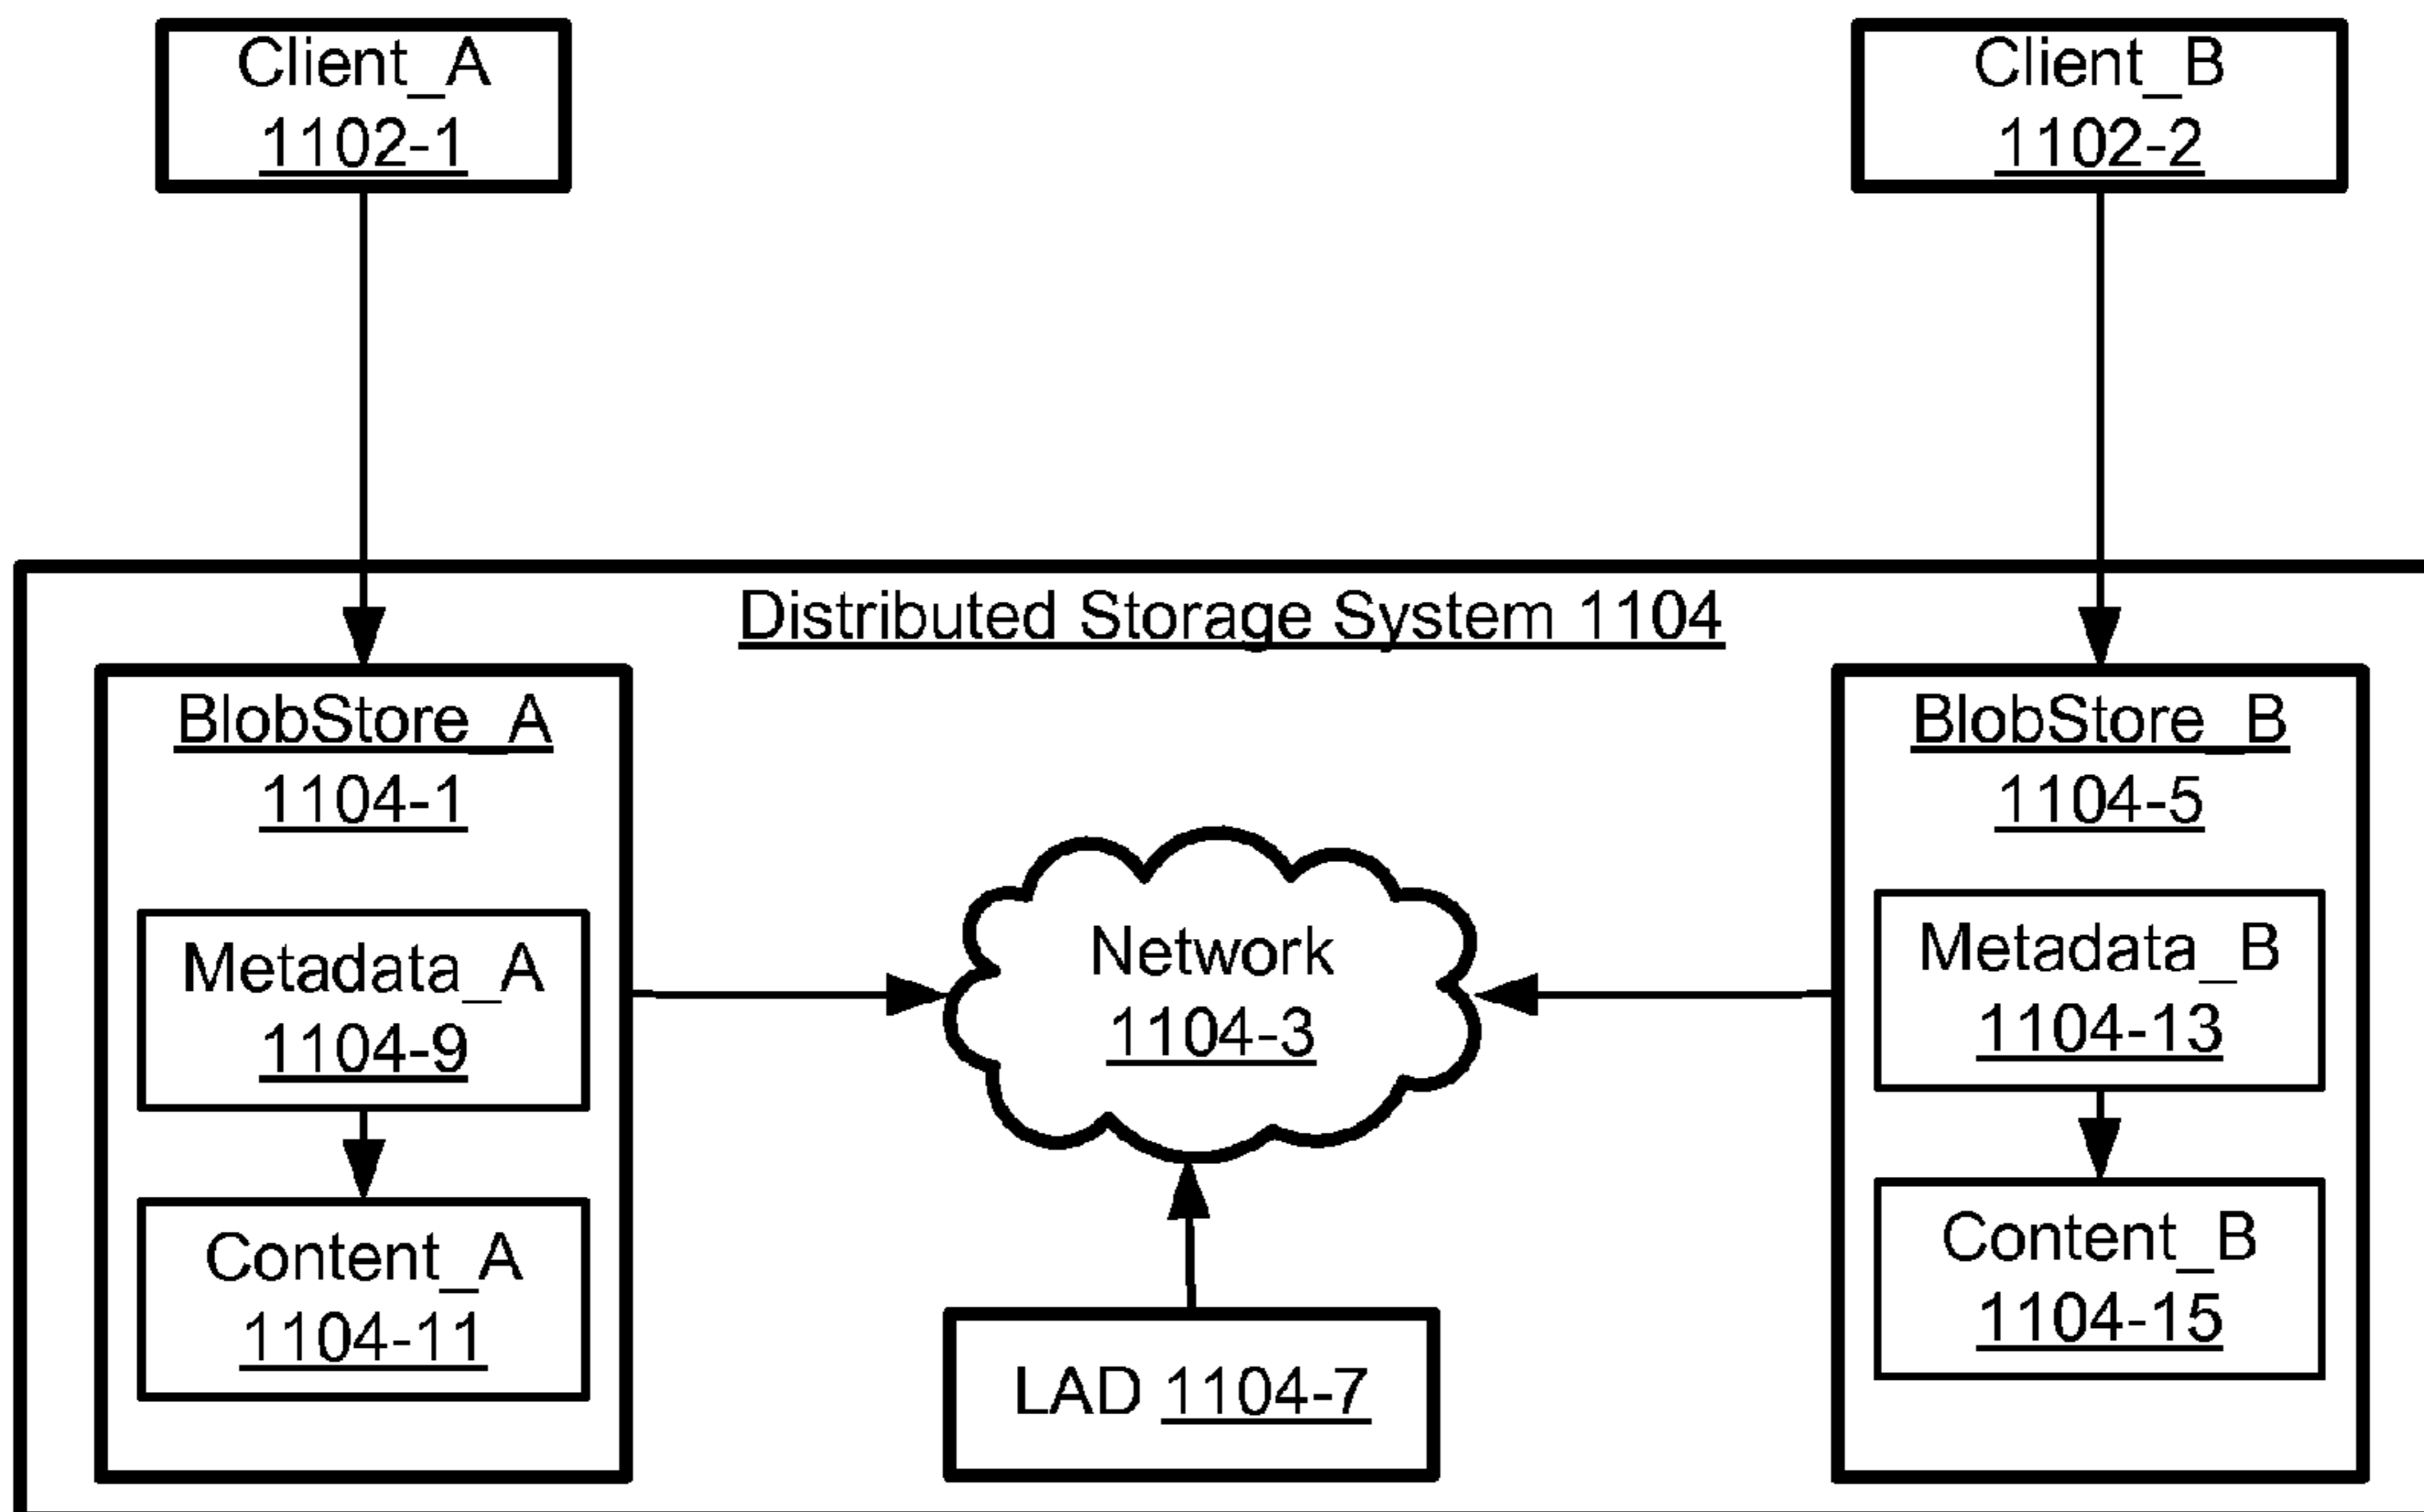 Client_A
1102-1
Client_B
1102-2
Distributed Storage System 1104
BlobStore_A
1104-1
Metadata_A
1104-9
Content_A
1104-11
Network
1104-3
LAD 1104-7
BlobStore_B
1104-5
Metadata_B
1104-13
Content_B
1104-15